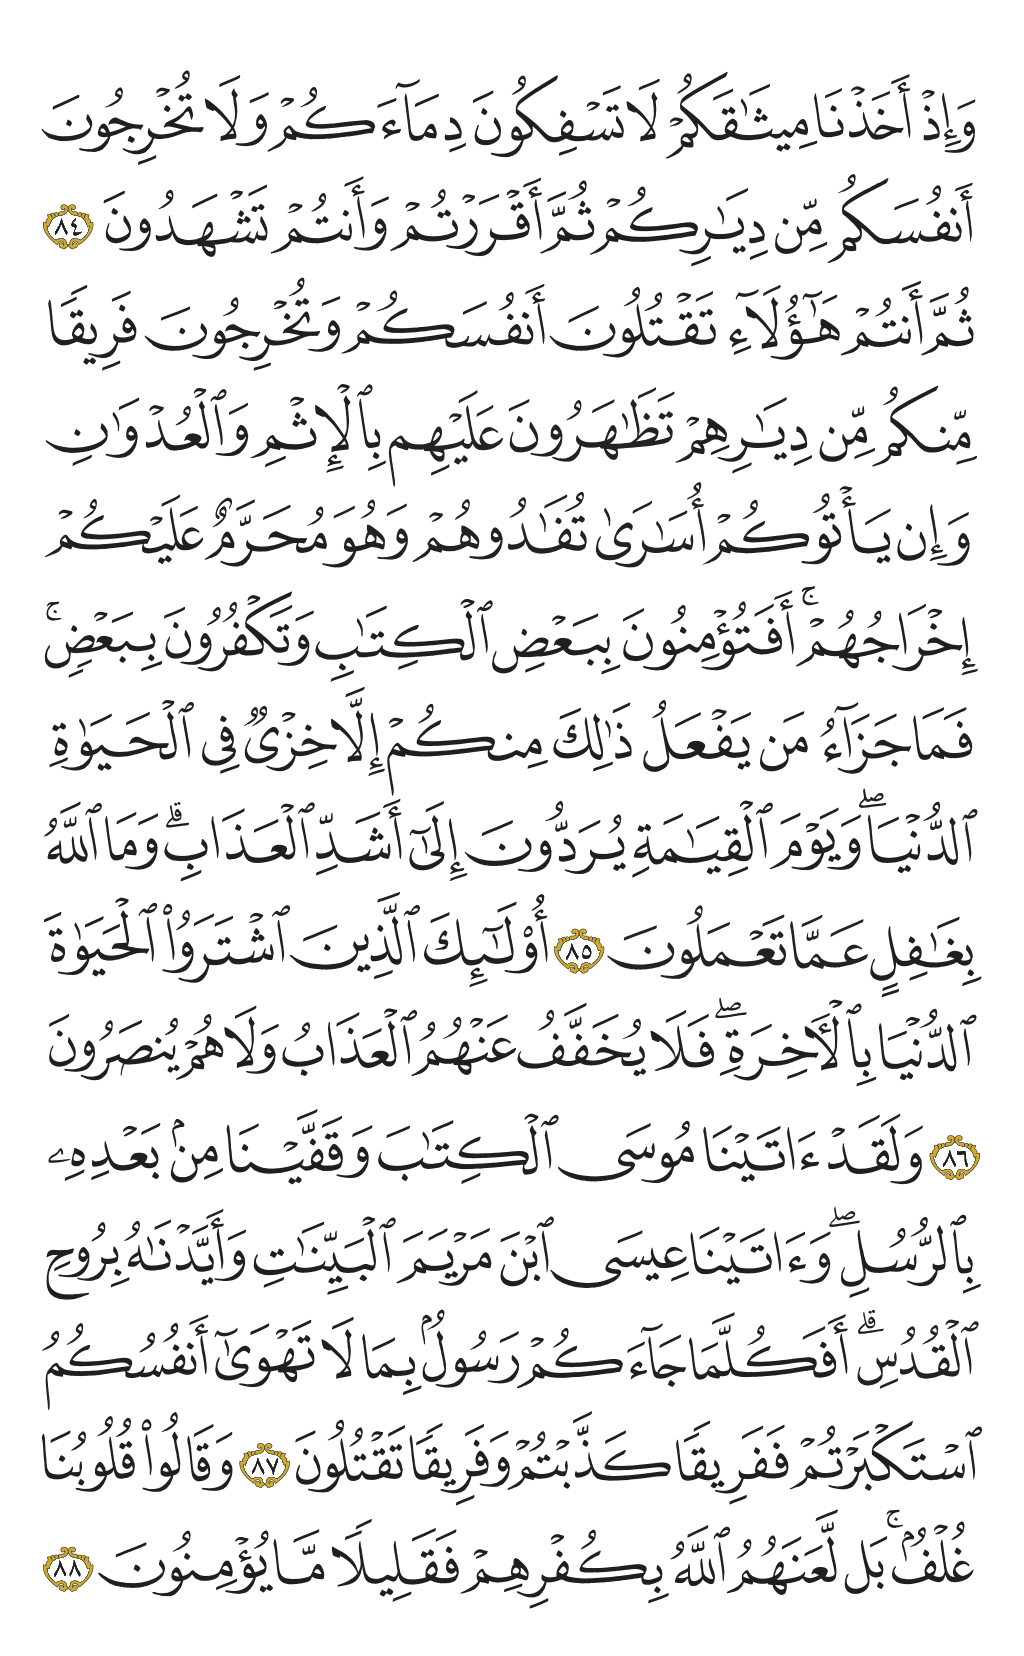 وَإِذْ أَخَذْنَا مِيثَٰقَكُمْ لَا تَسْفِكُونَ دِمَآءَكُمْ وَلَا تُخْرِجُونَ
أَنفُسَكُم مِّن دِيَٰرِكُمْ ثُمَّ أَقْرَرْتُمْ وَأَنتُمْ تَشْهَدُونَ ٨٤
ثُمَّ أَنتُمْ هَٰٓؤُلَآءِ تَقْتُلُونَ أَنفُسَكُمْ وَتُخْرِجُونَ فَرِيقًا
مِّنكُم مِّن دِيَٰرِهِمْ تَظَٰهَرُونَ عَلَيْهِم بِٱلْإِثْمِ وَٱلْعُدْوَٰنِ
وَإِن يَأْتُوكُمْ أُسَٰرَىٰ تُفَٰدُوهُمْ وَهُوَ مُحَرَّمٌ عَلَيْكُمْ
إِخْرَاجُهُمْ ۚ أَفَتُؤْمِنُونَ بِبَعْضِ ٱلْكِتَٰبِ وَتَكْفُرُونَ بِبَعْضٍ ۚ
فَمَا جَزَآءُ مَن يَفْعَلُ ذَٰلِكَ مِنكُمْ إِلَّا خِزْىٌ فِى ٱلْحَيَوٰةِ
ٱلدُّنْيَا ۖ وَيَوْمَ ٱلْقِيَٰمَةِ يُرَدُّونَ إِلَىٰٓ أَشَدِّ ٱلْعَذَابِ ۗ وَمَا ٱللَّهُ
بِغَٰفِلٍ عَمَّا تَعْمَلُونَ ٨٥ أُو۟لَٰٓئِكَ ٱلَّذِينَ ٱشْتَرَوُا۟ ٱلْحَيَوٰةَ
ٱلدُّنْيَا بِٱلْءَاخِرَةِ ۖ فَلَا يُخَفَّفُ عَنْهُمُ ٱلْعَذَابُ وَلَا هُمْ يُنصَرُونَ
٨٦ وَلَقَدْ ءَاتَيْنَا مُوسَى ٱلْكِتَٰبَ وَقَفَّيْنَا مِنۢ بَعْدِهِۦ
بِٱلرُّسُلِ ۖ وَءَاتَيْنَا عِيسَى ٱبْنَ مَرْيَمَ ٱلْبَيِّنَٰتِ وَأَيَّدْنَٰهُ بِرُوحِ
ٱلْقُدُسِ ۗ أَفَكُلَّمَا جَآءَكُمْ رَسُولٌۢ بِمَا لَا تَهْوَىٰٓ أَنفُسُكُمُ
ٱسْتَكْبَرْتُمْ فَفَرِيقًا كَذَّبْتُمْ وَفَرِيقًا تَقْتُلُونَ ٨٧ وَقَالُوا۟ قُلُوبُنَا
غُلْفٌۢ ۚ بَل لَّعَنَهُمُ ٱللَّهُ بِكُفْرِهِمْ فَقَلِيلًا مَّا يُؤْمِنُونَ ٨٨